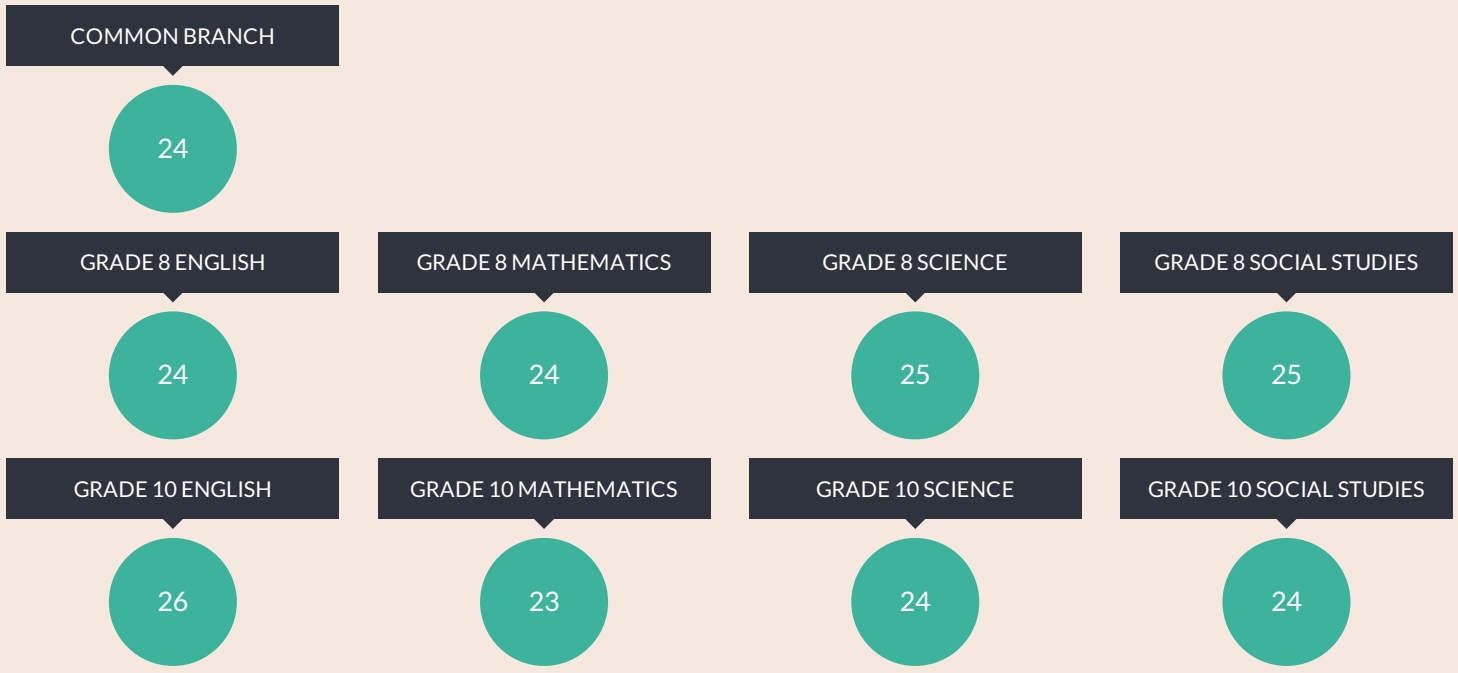 COMMON BRANCH
24
GRADE 8 ENGLISH
GRADE 8 MATHEMATICS
GRADE 8 SCIENCE
GRADE 8 SOCIAL STUDIES
24
24
25
25
GRADE 10 ENGLISH
GRADE 10 MATHEMATICS
GRADE 10 SCIENCE
GRADE 10 SOCIAL STUDIES
26
23
24
24